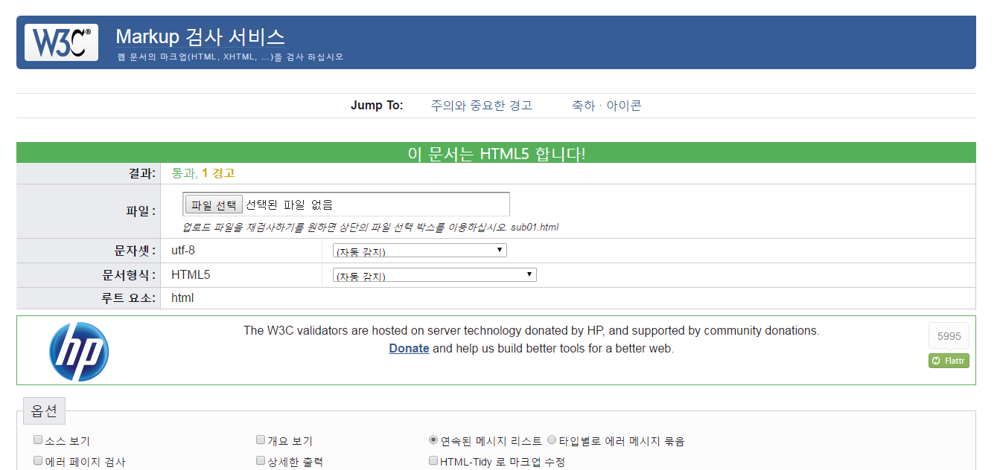 W3C® Markup 검사 서비스
웹 문서의 마크업(HTML, XHTML, …)을 검사 하십시오
Jump To: 주의와 중요한 경고 축하 · 아이콘
이 문서는 HTML5 합니다!
결과: 통과, 1 경고
파일 : 파일 선택 선택된 파일 없음
업로드 파일을 재검사하기를 원하면 상단의 파일 선택 박스를 이용하십시오. sub01.html
문자셋 : utf-8 (자동 감지)
문서형식 : HTML5 (자동 감지)
루트 요소: html
hp
The W3C validators are hosted on server technology donated by HP, and supported by community donations.
Donate and help us build better tools for a better web.
5995
Flattr
옵션
소스 보기 개요 보기 연속된 메시지 리스트 타입별로 에러 메시지 묶음
에러 페이지 검사 상세한 출력 HTML-Tidy 로 마크업 수정